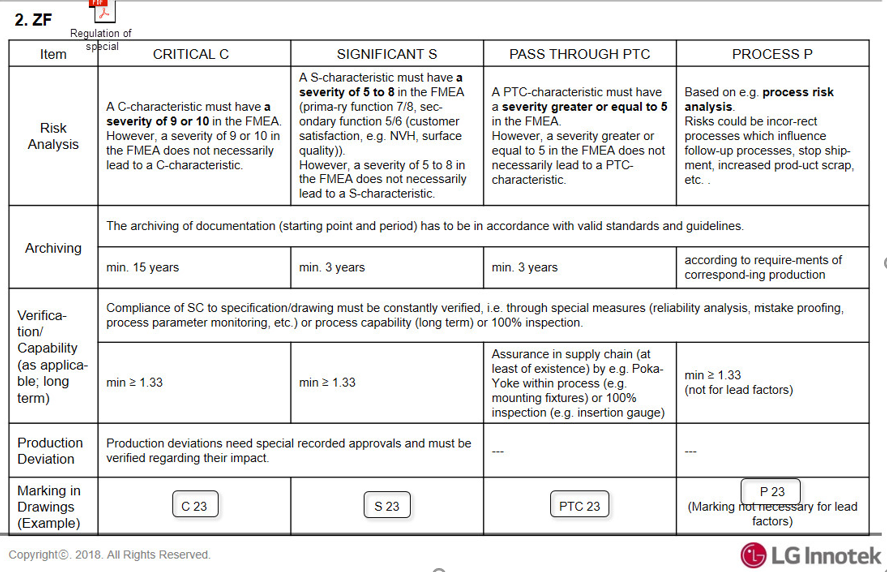 2. ZF
PDF
Regulation of
special
Item
CRITICAL C
SIGNIFICANT S
PASS THROUGH PTC
PROCESS P
Risk
Analysis
A C-characteristic must have a
severity of 9 or 10 in the FMEA.
However, a severity of 9 or 10 in
the FMEA does not necessarily
lead to a C-characteristic.
A S-characteristic must have a
severity of 5 to 8 in the FMEA
(prima-ry function 7/8, sec-
ondary function 5/6 (customer
satisfaction, e.g. NVH, surface
quality)).
However, a severity of 5 to 8 in
the FMEA does not necessarily
lead to a S-characteristic.
A PTC-characteristic must have
a severity greater or equal to 5
in the FMEA.
However, a severity greater or
equal to 5 in the FMEA does not
necessarily lead to a PTC-
characteristic.
Based on e.g. process risk
analysis.
Risks could be incor-rect
processes which influence
follow-up processes, stop ship-
ment, increased prod-uct scrap,
etc. .
Archiving
The archiving of documentation (starting point and period) has to be in accordance with valid standards and guidelines.
min. 15 years
min. 3 years
min. 3 years
according to require-ments of
correspond-ing production
Verifica-
tion/
Capability
(as applica-
ble; long
term)
Compliance of SC to specification/drawing must be constantly verified, i.e. through special measures (reliability analysis, mistake proofing,
process parameter monitoring, etc.) or process capability (long term) or 100% inspection.
min ≥ 1.33
min ≥ 1.33
Assurance in supply chain (at
least of existence) by e.g. Poka-
Yoke within process (e.g.
mounting fixtures) or 100%
inspection (e.g. insertion gauge)
min ≥ 1.33
(not for lead factors)
Production
Deviation
Production deviations need special recorded approvals and must be
verified regarding their impact.
---
---
Marking in
Drawings
(Example)
C 23
S 23
PTC 23
P 23
(Marking not necessary for lead
factors)
Copyrightⓒ. 2018. All Rights Reserved.
LG Innotek